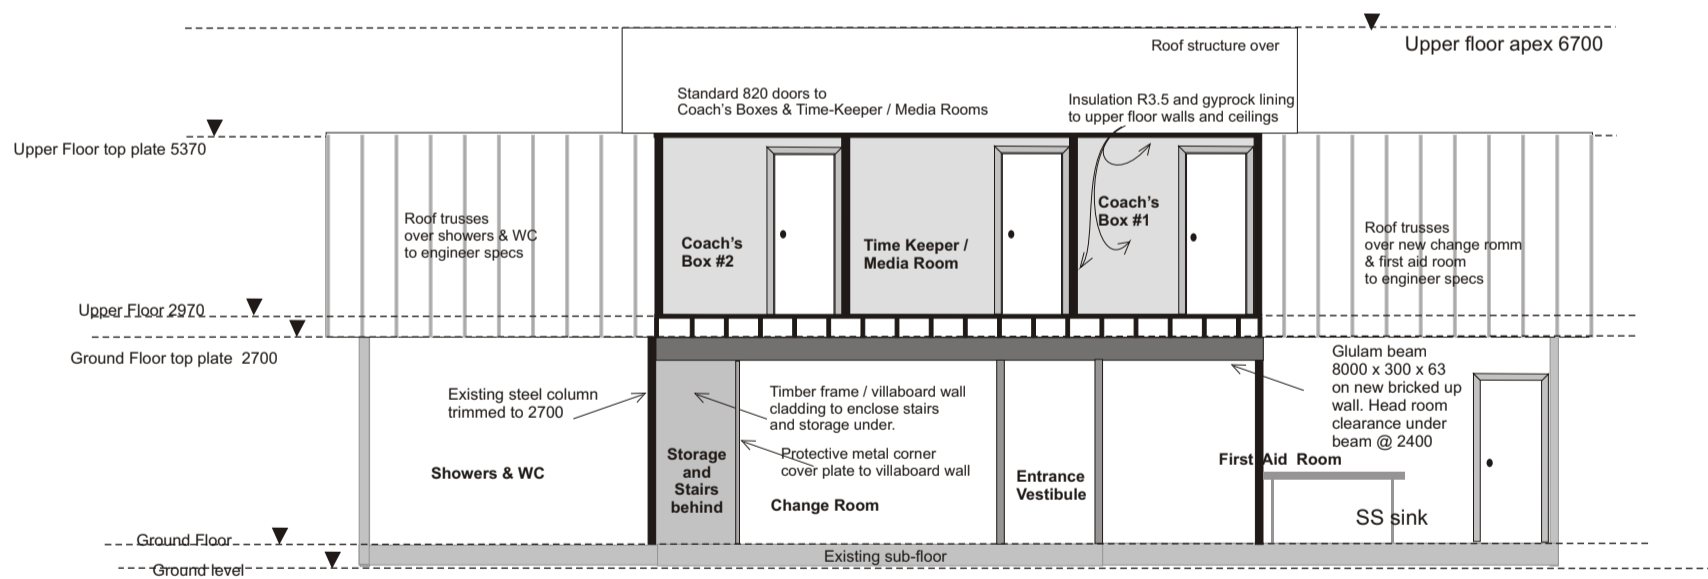 Roof structure over
Upper floor apex 6700
Standard 820 doors to
Coach's Boxes & Time-Keeper / Media Rooms
Insulation R3.5 and gyprock lining
to upper floor walls and ceilings
Upper Floor top plate 5370
Roof trusses
over showers & WC
to engineer specs
Coach's
Box #2
Time Keeper /
Media Room
Coach's
Box #1
Roof trusses
over new change romm
& first aid room
to engineer specs
Upper Floor 2970
Ground Floor top plate 2700
Existing steel column
trimmed to 2700
Timber frame / villaboard wall
cladding to enclose stairs
and storage under.
Glulam beam
8000 x 300 x 63
on new bricked up
wall. Head room
clearance under
beam @ 2400
Protective metal corner
cover plate to villaboard wall
Showers & WC
Storage
and
Stairs
behind
Change Room
Entrance
Vestibule
First Aid Room
SS sink
Ground Floor
Existing sub-floor
Ground level